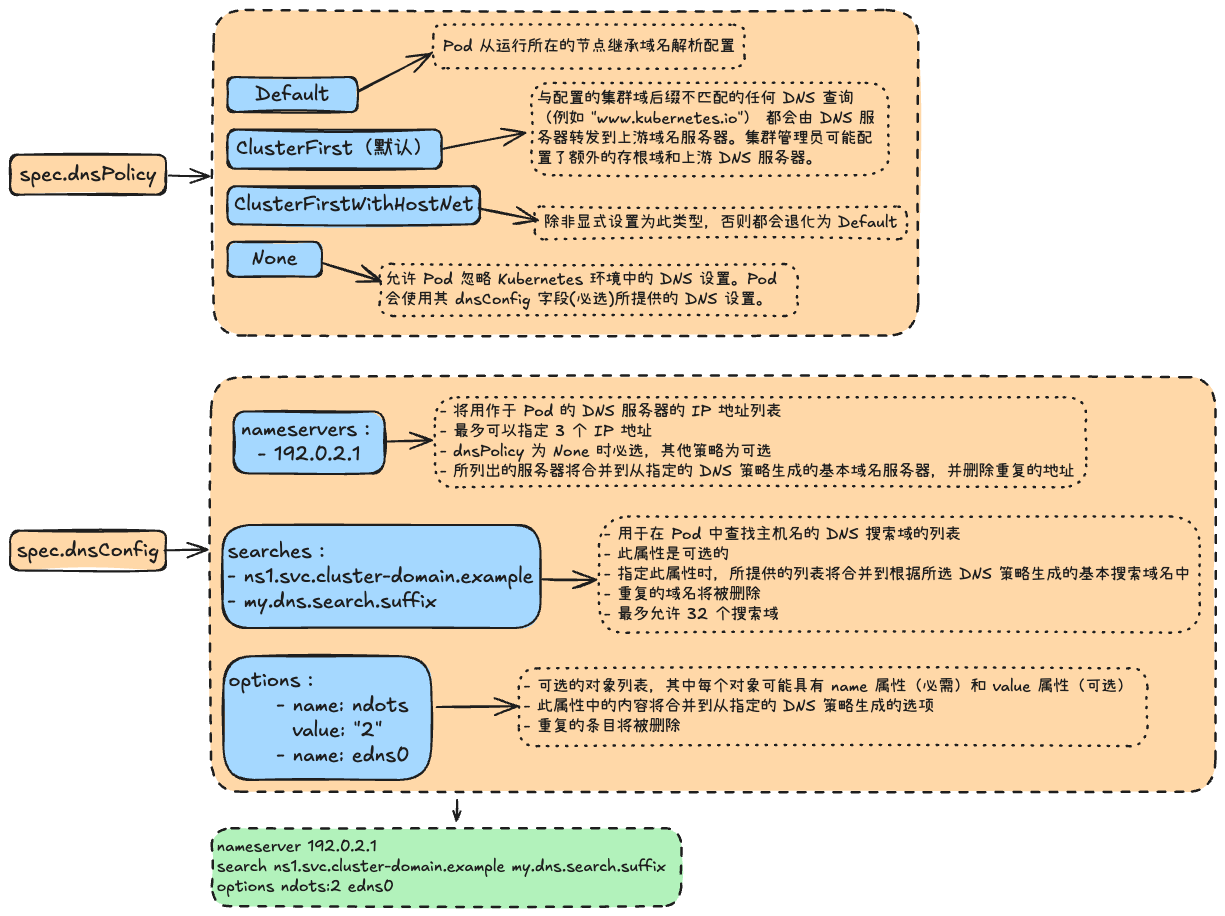 spec.dnsPolicy
Default
Pod 从运行所在的节点继承域名解析配置
ClusterFirst（默认）
与配置的集群域后缀不匹配的任何 DNS 查询
（例如 "www.kubernetes.io"） 都会由 DNS 服
务器转发到上游域名服务器。集群管理员可能配
置了额外的存根域和上游 DNS 服务器。
ClusterFirstWithHostNet
除非显式设置为此类型，否则都会退化为 Default
None
允许 Pod 忽略 Kubernetes 环境中的 DNS 设置。Pod
会使用其 dnsConfig 字段(必选)所提供的 DNS 设置。
spec.dnsConfig
nameservers：
- 192.0.2.1
- 将用作于 Pod 的 DNS 服务器的 IP 地址列表
- 最多可以指定 3 个 IP 地址
- dnsPolicy 为 None 时必选，其他策略为可选
- 所列出的服务器将合并到从指定的 DNS 策略生成的基本域名服务器，并删除重复的地址
searches：
- ns1.svc.cluster-domain.example
- my.dns.search.suffix
- 用于在 Pod 中查找主机名的 DNS 搜索域的列表
- 此属性是可选的
- 指定此属性时，所提供的列表将合并到根据所选 DNS 策略生成的基本搜索域名中
- 重复的域名将被删除
- 最多允许 32 个搜索域
options：
- name: ndots
value: "2"
- name: edns0
- 可选的对象列表，其中每个对象可能具有 name 属性（必需）和 value 属性（可选）
- 此属性中的内容将合并到从指定的 DNS 策略生成的选项
- 重复的条目将被删除
nameserver 192.0.2.1
search ns1.svc.cluster-domain.example my.dns.search.suffix
options ndots:2 edns0